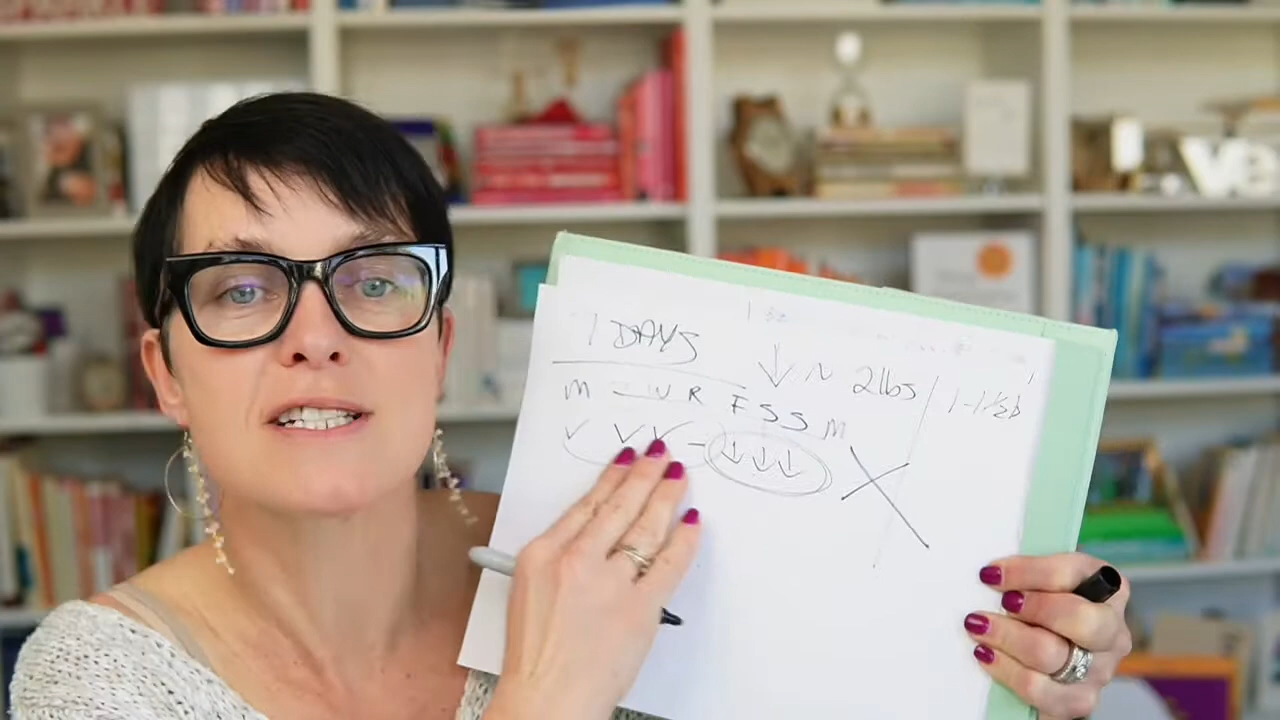 7 DAYS
↓ ~ 2lbs / 1-1½lb
M - W R F S S M
✓ ✓ ✓ - ↓ ↓ ↓ X